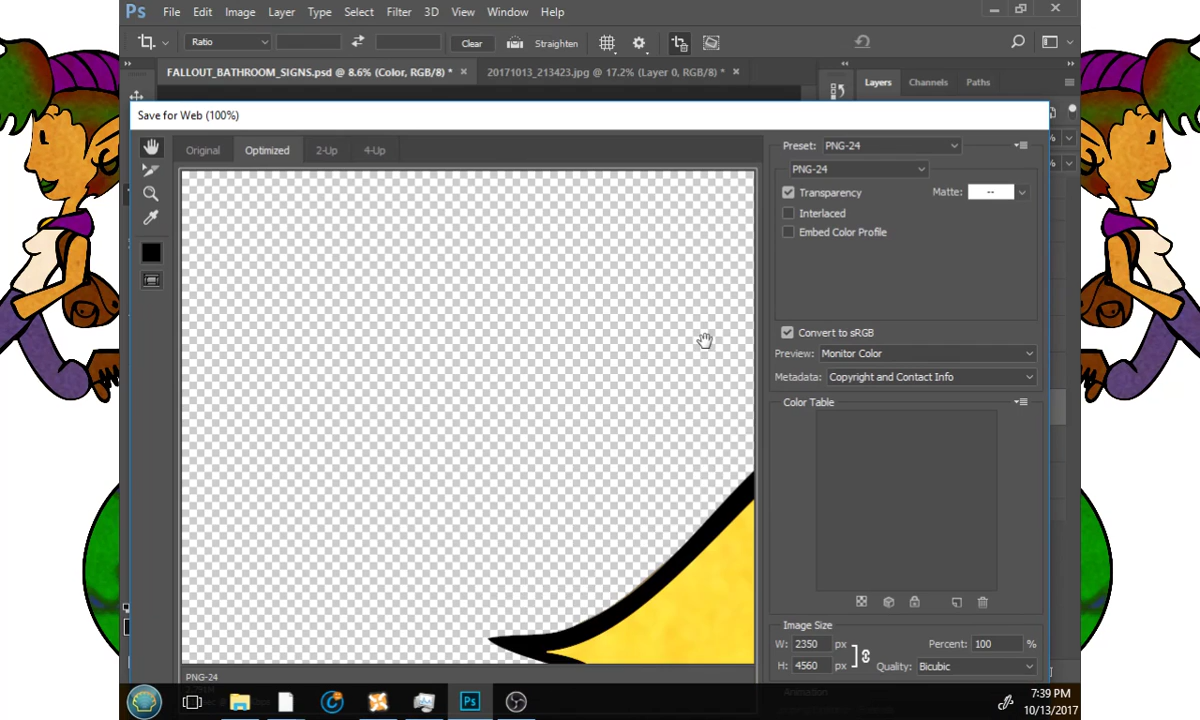 Ps File Edit Image Layer Type Select Filter 3D View Window Help
Ratio Clear Straighten
FALLOUT_BATHROOM_SIGNS.psd @ 8.6% (Color, RGB/8) * 20171013_213423.jpg @ 17.2% (Layer 0, RGB/8) * Layers Channels Paths
Save for Web (100%)
Original Optimized 2-Up 4-Up
Preset: PNG-24
PNG-24
Transparency Matte: --
Interlaced
Embed Color Profile
Convert to sRGB
Preview: Monitor Color
Metadata: Copyright and Contact Info
Color Table
Image Size
W: 2350 px Percent: 100 %
H: 4560 px Quality: Bicubic
PNG-24
Animation
Ps
7:39 PM
10/13/2017